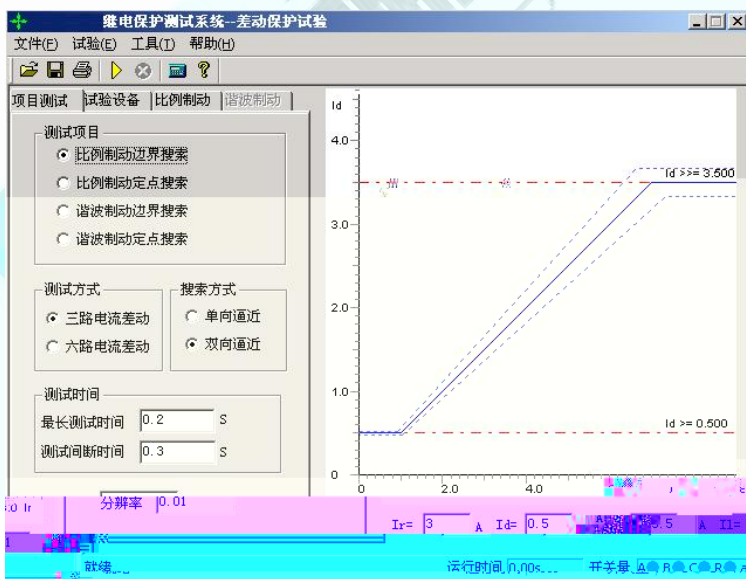 继电保护测试系统--差动保护试验
文件(F) 试验(E) 工具(T) 帮助(H)
项目测试 试验设备 比例制动 谐波制动
测试项目
比例制动边界搜索
比例制动定点搜索
谐波制动边界搜索
谐波制动定点搜索
测试方式 搜索方式
三路电流差动 单向逼近
六路电流差动 双向逼近
测试时间
最长测试时间 0.2 S
测试间断时间 0.3 S
分辨率 0.01
Id
4.0
Id >>= 3.500
3.0
2.0
1.0
Id >= 0.500
0
0 2.0 4.0
Ir= 3 A Id= 0.5 .5 A I1=
就绪 运行时间 0.00s 开关量 A B C R A